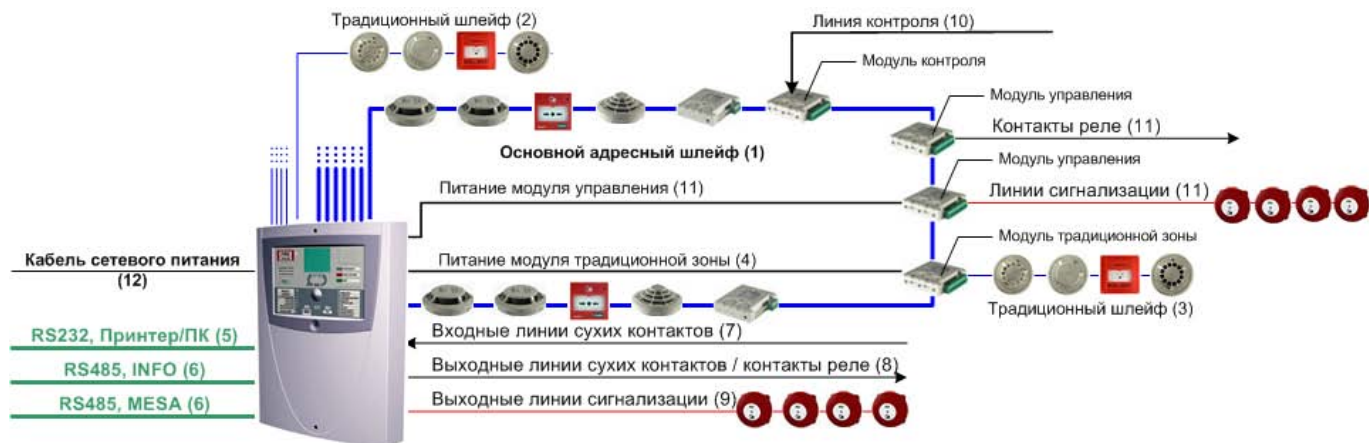 Традиционный шлейф (2)
Линия контроля (10)
Модуль контроля
Модуль управления
Контакты реле (11)
Основной адресный шлейф (1)
Модуль управления
Питание модуля управления (11)
Линии сигнализации (11)
Модуль традиционной зоны
Кабель сетевого питания
(12)
Питание модуля традиционной зоны (4)
Традиционный шлейф (3)
RS232, Принтер/ПК (5)
Входные линии сухих контактов (7)
RS485, INFO (6)
Выходные линии сухих контактов / контакты реле (8)
RS485, MESA (6)
Выходные линии сигнализации (9)